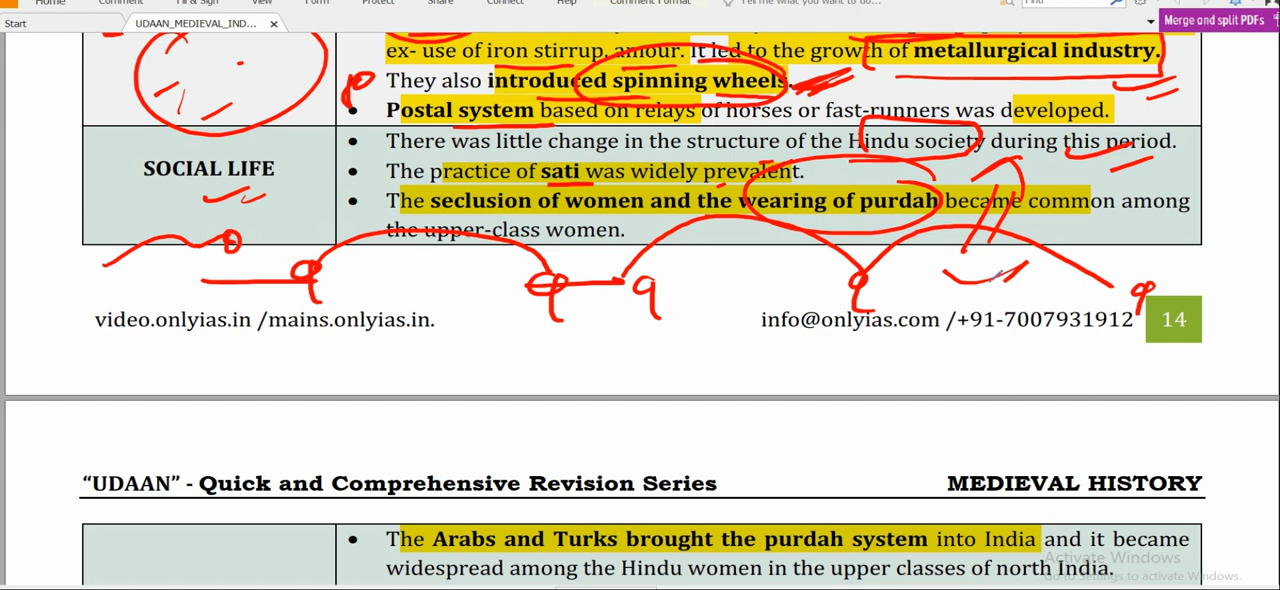 Home Comment Fill & Sign View Form Protect Share Connect Help Comment Format Tell me what you want to do... Find
Start UDAAN_MEDIEVAL_IND... × Merge and split PDFs
ex- use of iron stirrup, amour. It led to the growth of metallurgical industry.
They also introduced spinning wheels.
• Postal system based on relays of horses or fast-runners was developed.
SOCIAL LIFE
• There was little change in the structure of the Hindu society during this period.
• The practice of sati was widely prevalent.
• The seclusion of women and the wearing of purdah became common among
the upper-class women.
video.onlyias.in /mains.onlyias.in. info@onlyias.com /+91-7007931912 14
“UDAAN” - Quick and Comprehensive Revision Series MEDIEVAL HISTORY
• The Arabs and Turks brought the purdah system into India and it became
widespread among the Hindu women in the upper classes of north India.
Activate Windows
Go to Settings to activate Windows.